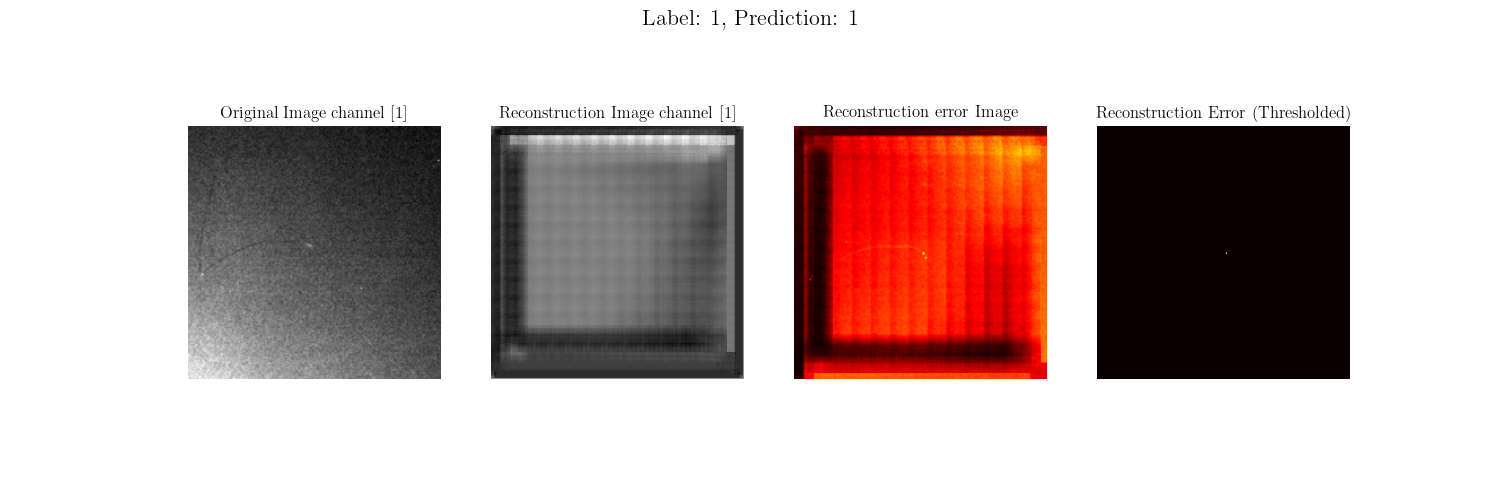 Label: 1, Prediction: 1
Original Image channel [1]
Reconstruction Image channel [1]
Reconstruction error Image
Reconstruction Error (Thresholded)